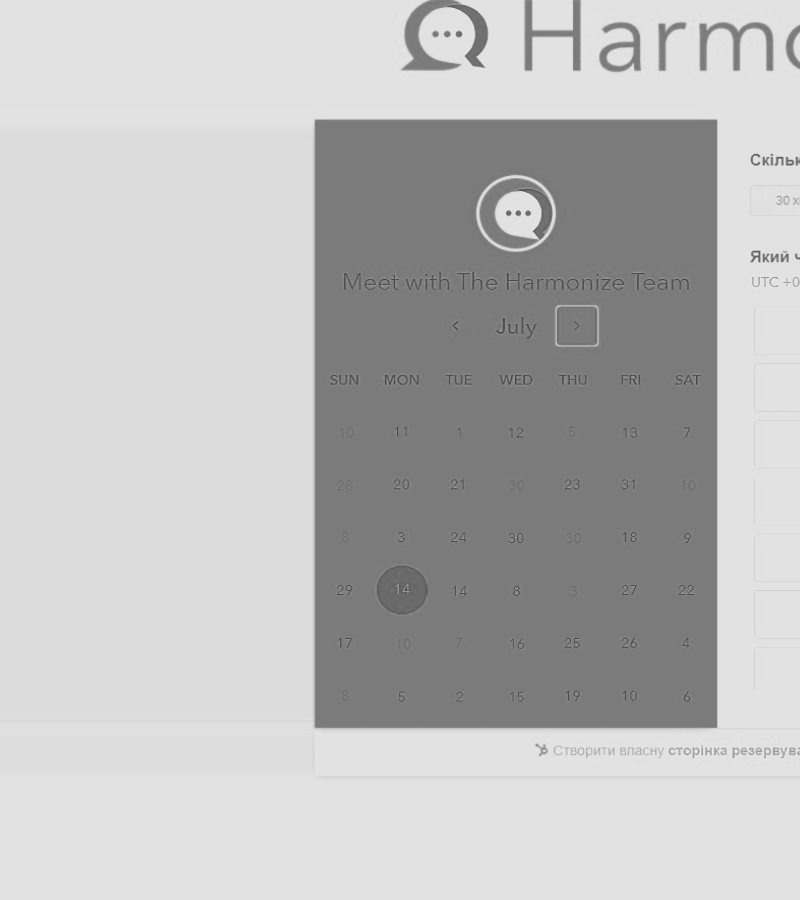 Harmo
Скільк
30 х
Meet with The Harmonize Team
Який ч
UTC +0
July
SUN MON TUE WED THU FRI SAT
10 11 1 12 5 13 7
28 20 21 30 23 31 10
8 3 24 30 30 18 9
29 14 14 8 3 27 22
17 10 7 16 25 26 4
8 5 2 15 19 10 6
Створити власну сторінка резервува